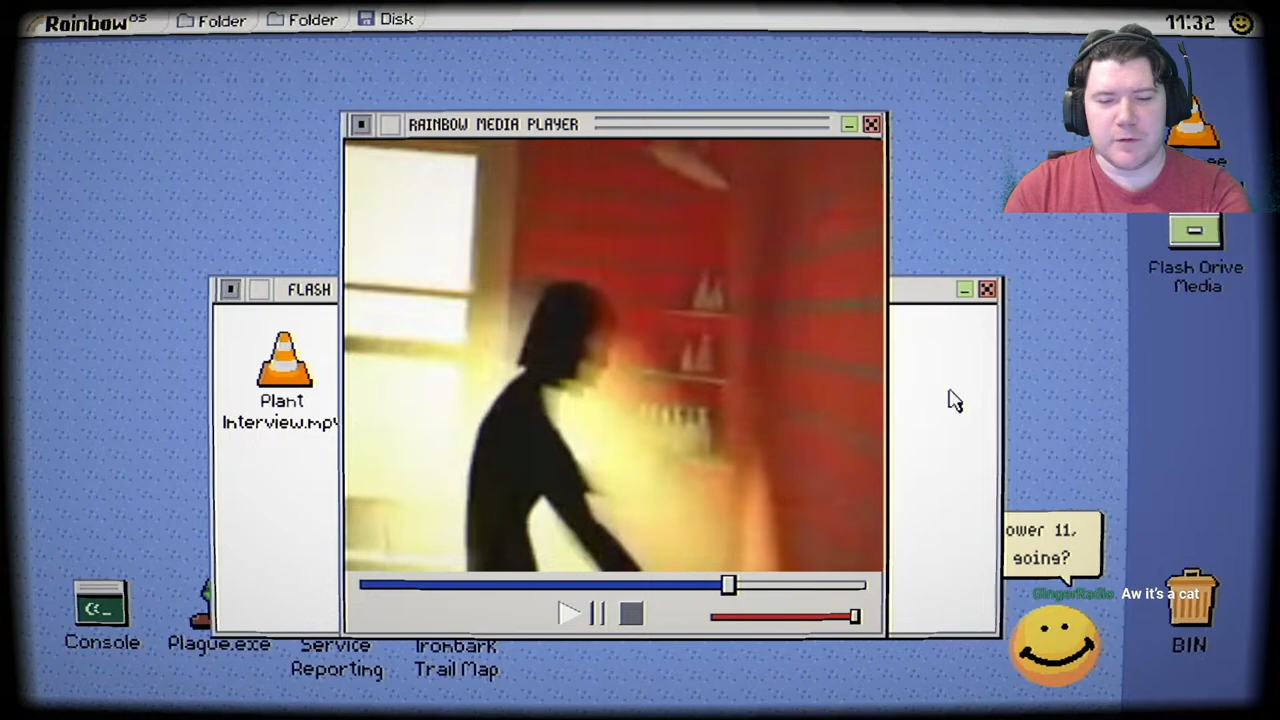 Rainbow OS
Folder
Folder
Disk
11:32
RAINBOW MEDIA PLAYER
FLASH
Plant
Interview.mp4
Flash Drive
Media
ower 11,
going?
GingerRadio: Aw it's a cat
Console
Plague.exe
Service
Reporting
Ironbark
Trail Map
BIN